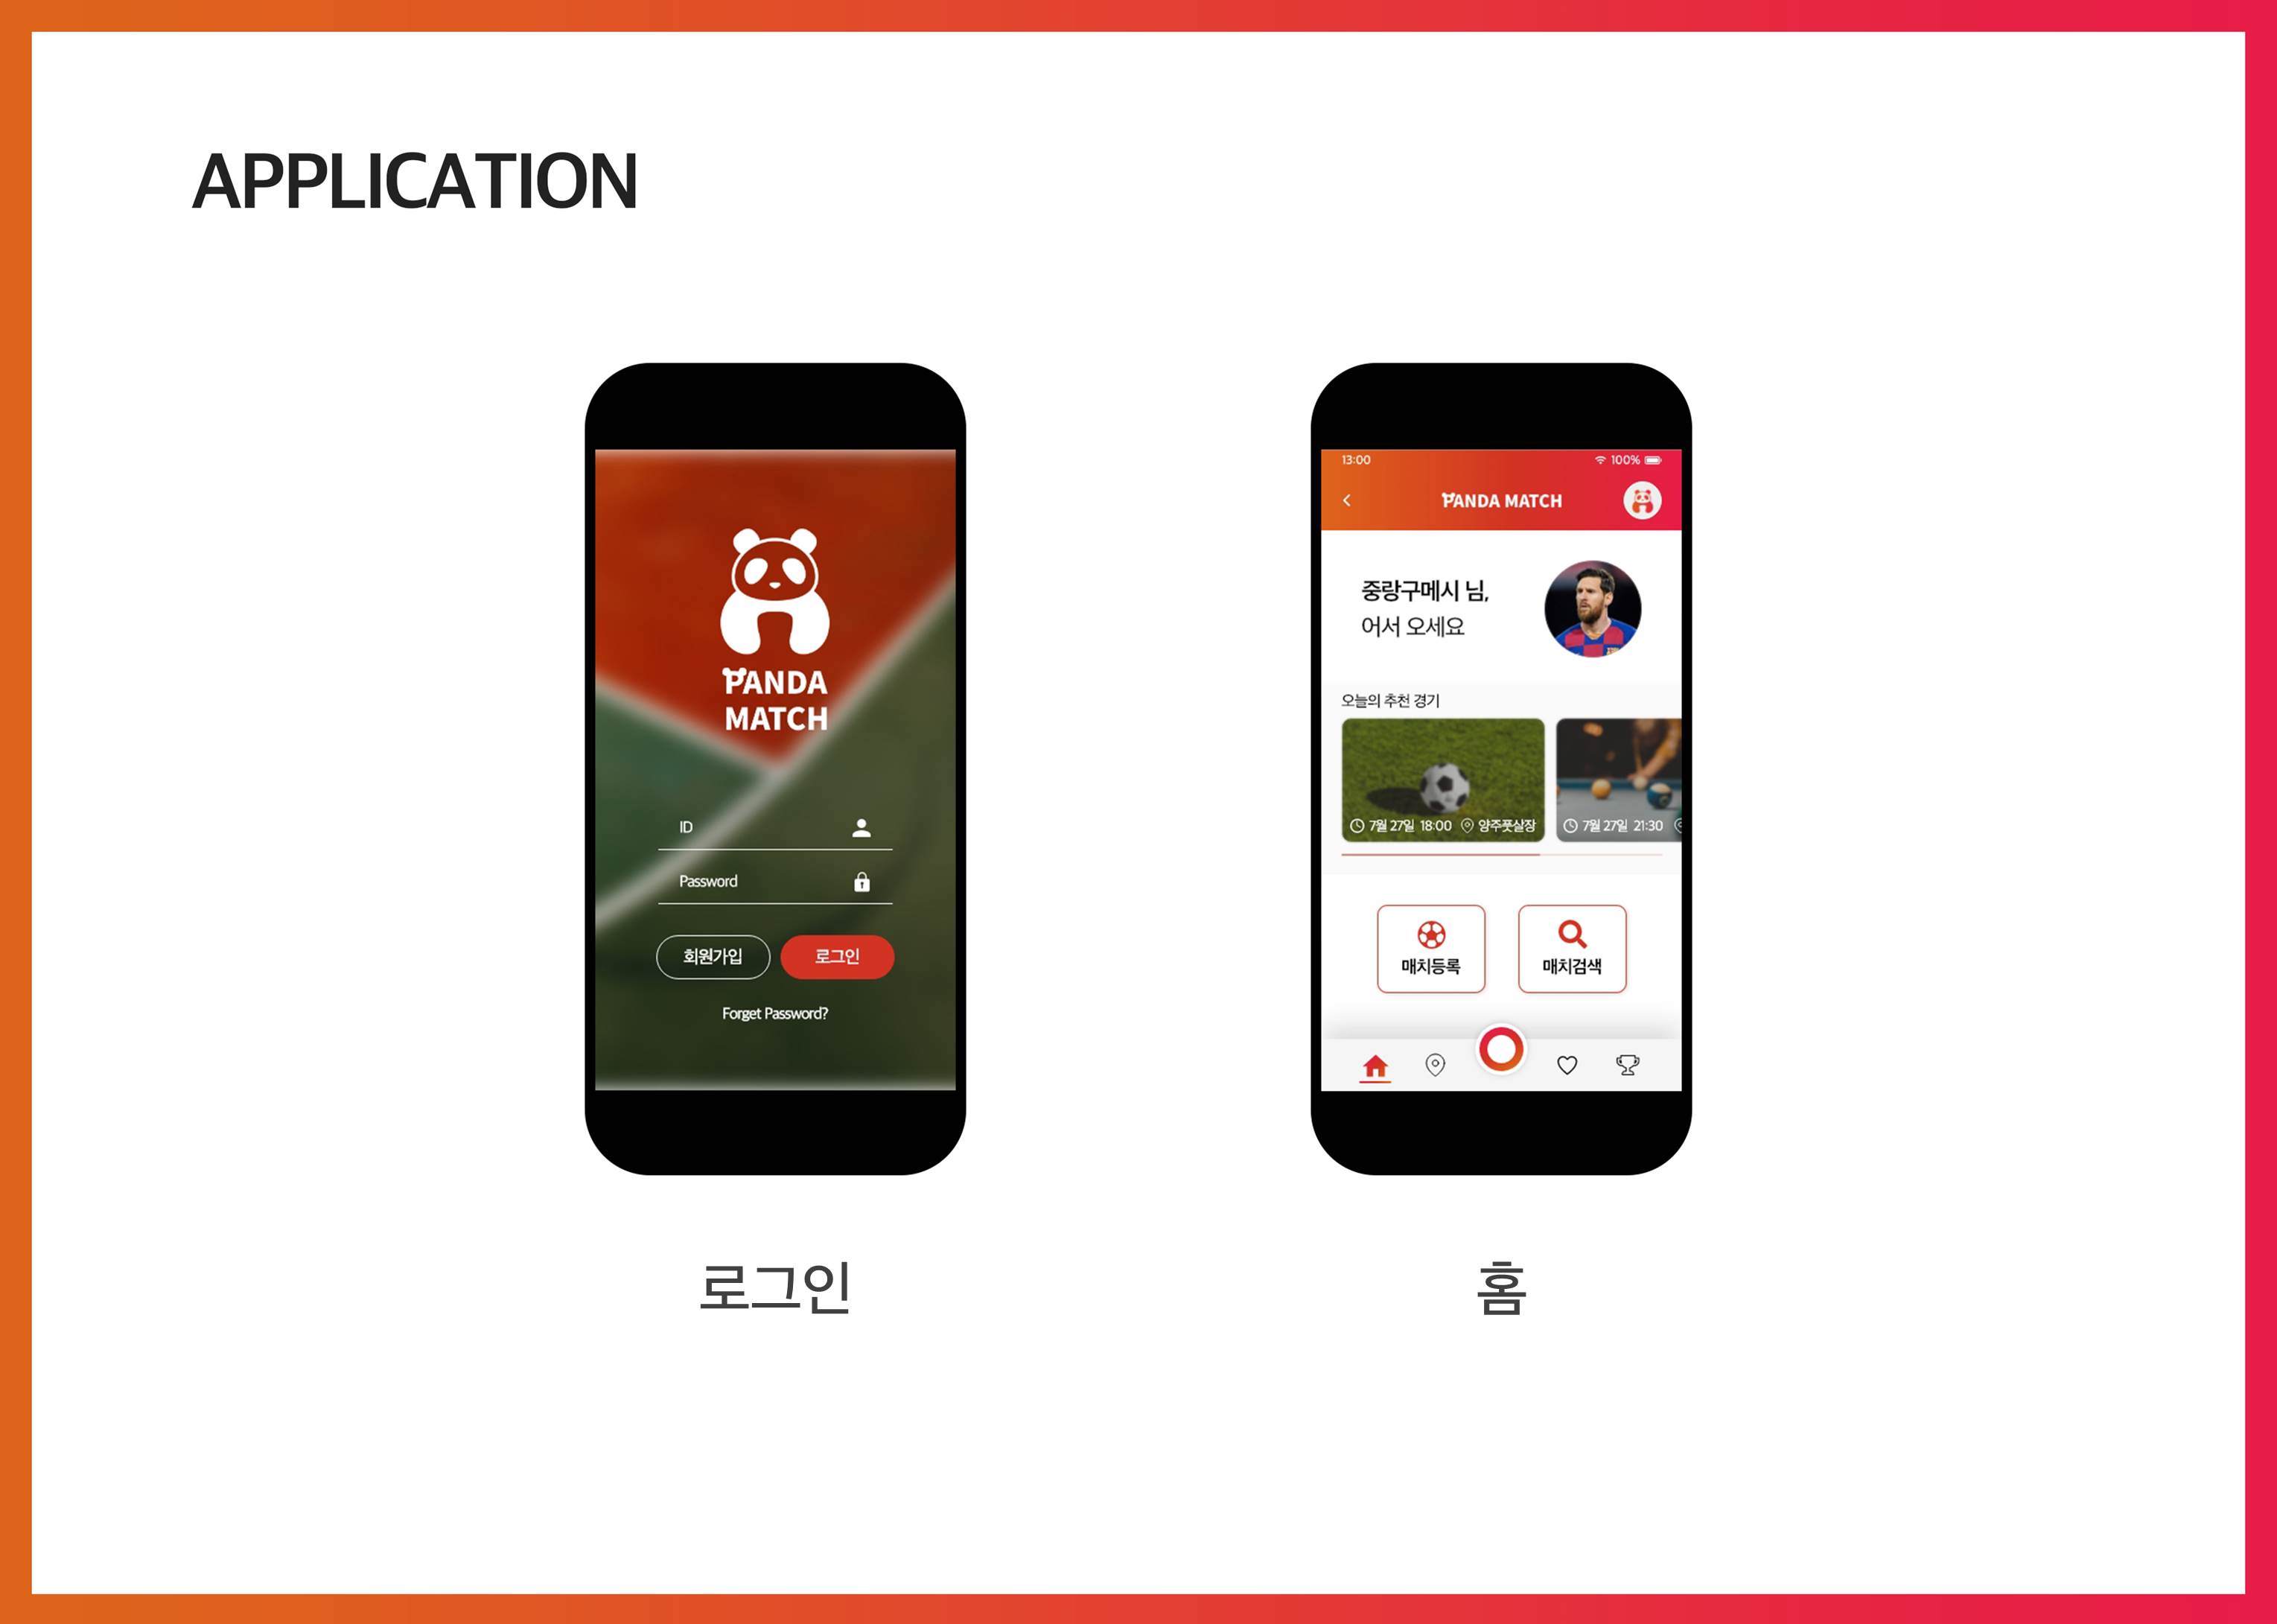 APPLICATION
PANDA
MATCH
ID
Password
회원가입
로그인
Forget Password?
로그인
13:00
100%
PANDA MATCH
중랑구메시 님,
어서 오세요
오늘의 추천 경기
7월 27일 18:00 양주풋살장
7월 27일 21:30
매치등록
매치검색
홈